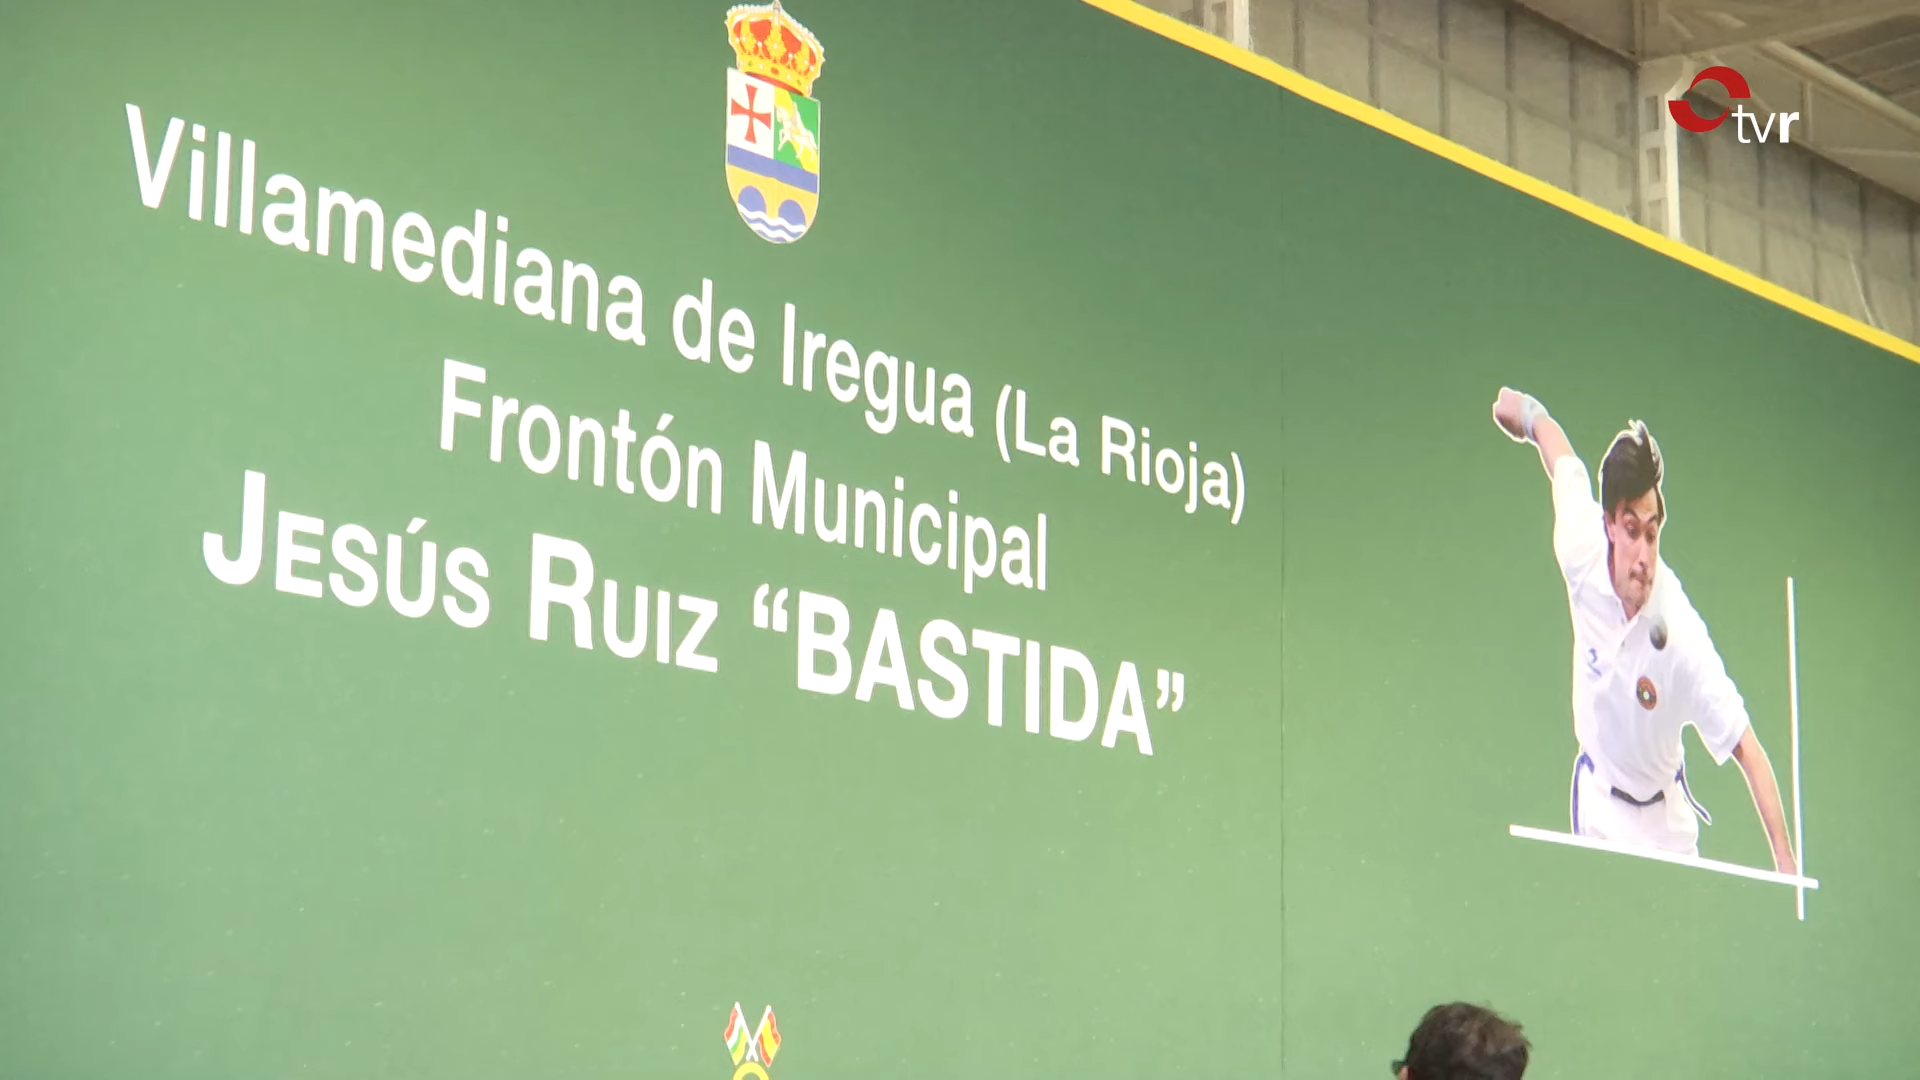 tvr
Villamediana de Iregua (La Rioja)
Frontón Municipal
JESÚS RUIZ “BASTIDA”